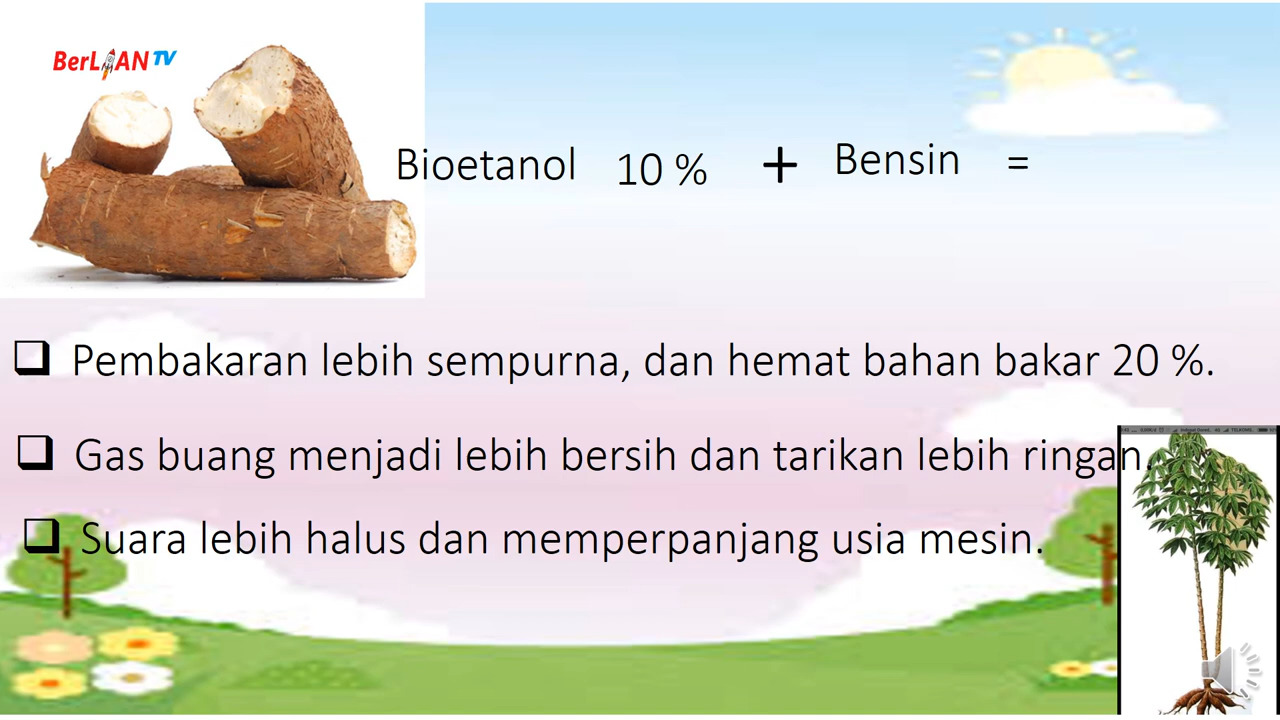 BerLIAN TV
Bioetanol 10 % + Bensin =
Pembakaran lebih sempurna, dan hemat bahan bakar 20 %.
Gas buang menjadi lebih bersih dan tarikan lebih ringan.
Suara lebih halus dan memperpanjang usia mesin.